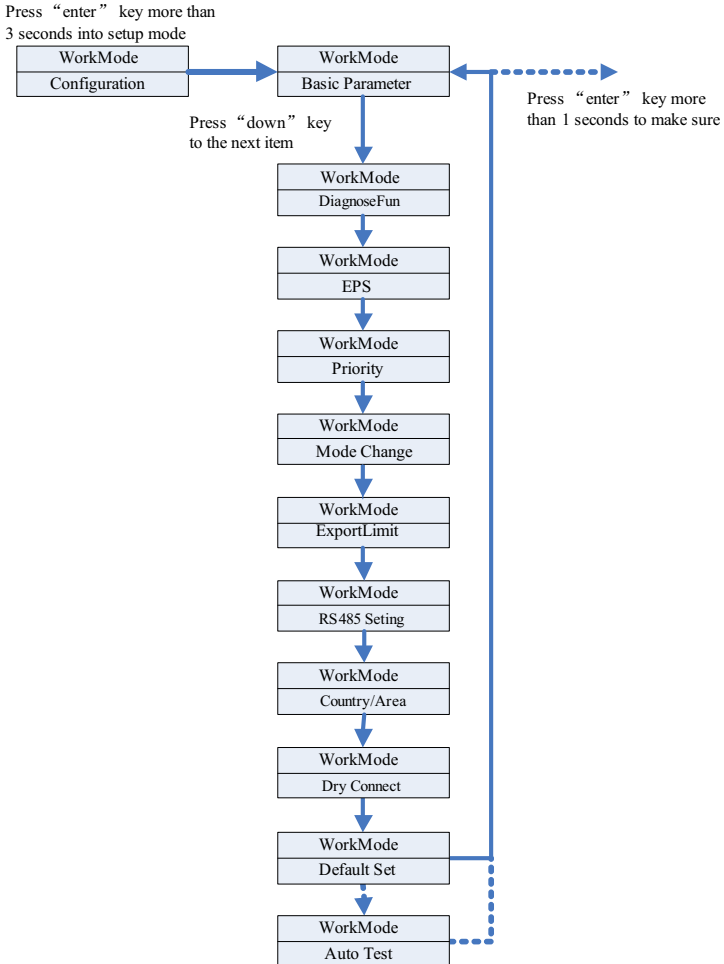 Press “enter” key more than
3 seconds into setup mode
WorkMode
Configuration
WorkMode
Basic Parameter
Press “enter” key more
than 1 seconds to make sure
Press “down” key
to the next item
WorkMode
DiagnoseFun
WorkMode
EPS
WorkMode
Priority
WorkMode
Mode Change
WorkMode
ExportLimit
WorkMode
RS485 Seting
WorkMode
Country/Area
WorkMode
Dry Connect
WorkMode
Default Set
WorkMode
Auto Test